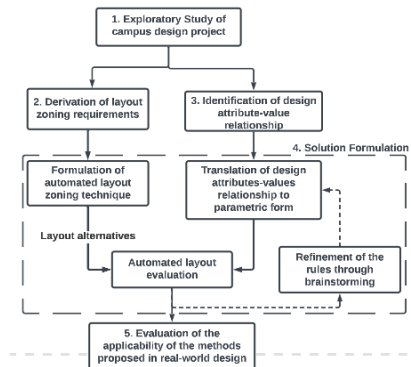 1. Exploratory Study of
campus design project
2. Derivation of layout
zoning requirements
3. Identification of design
attribute-value
relationship
4. Solution Formulation
Formulation of
automated layout
zoning technique
Translation of design
attributes-values
relationship to
parametric form
Layout alternatives
Automated layout
evaluation
Refinement of the
rules through
brainstorming
5. Evaluation of the
applicability of the methods
proposed in real-world design